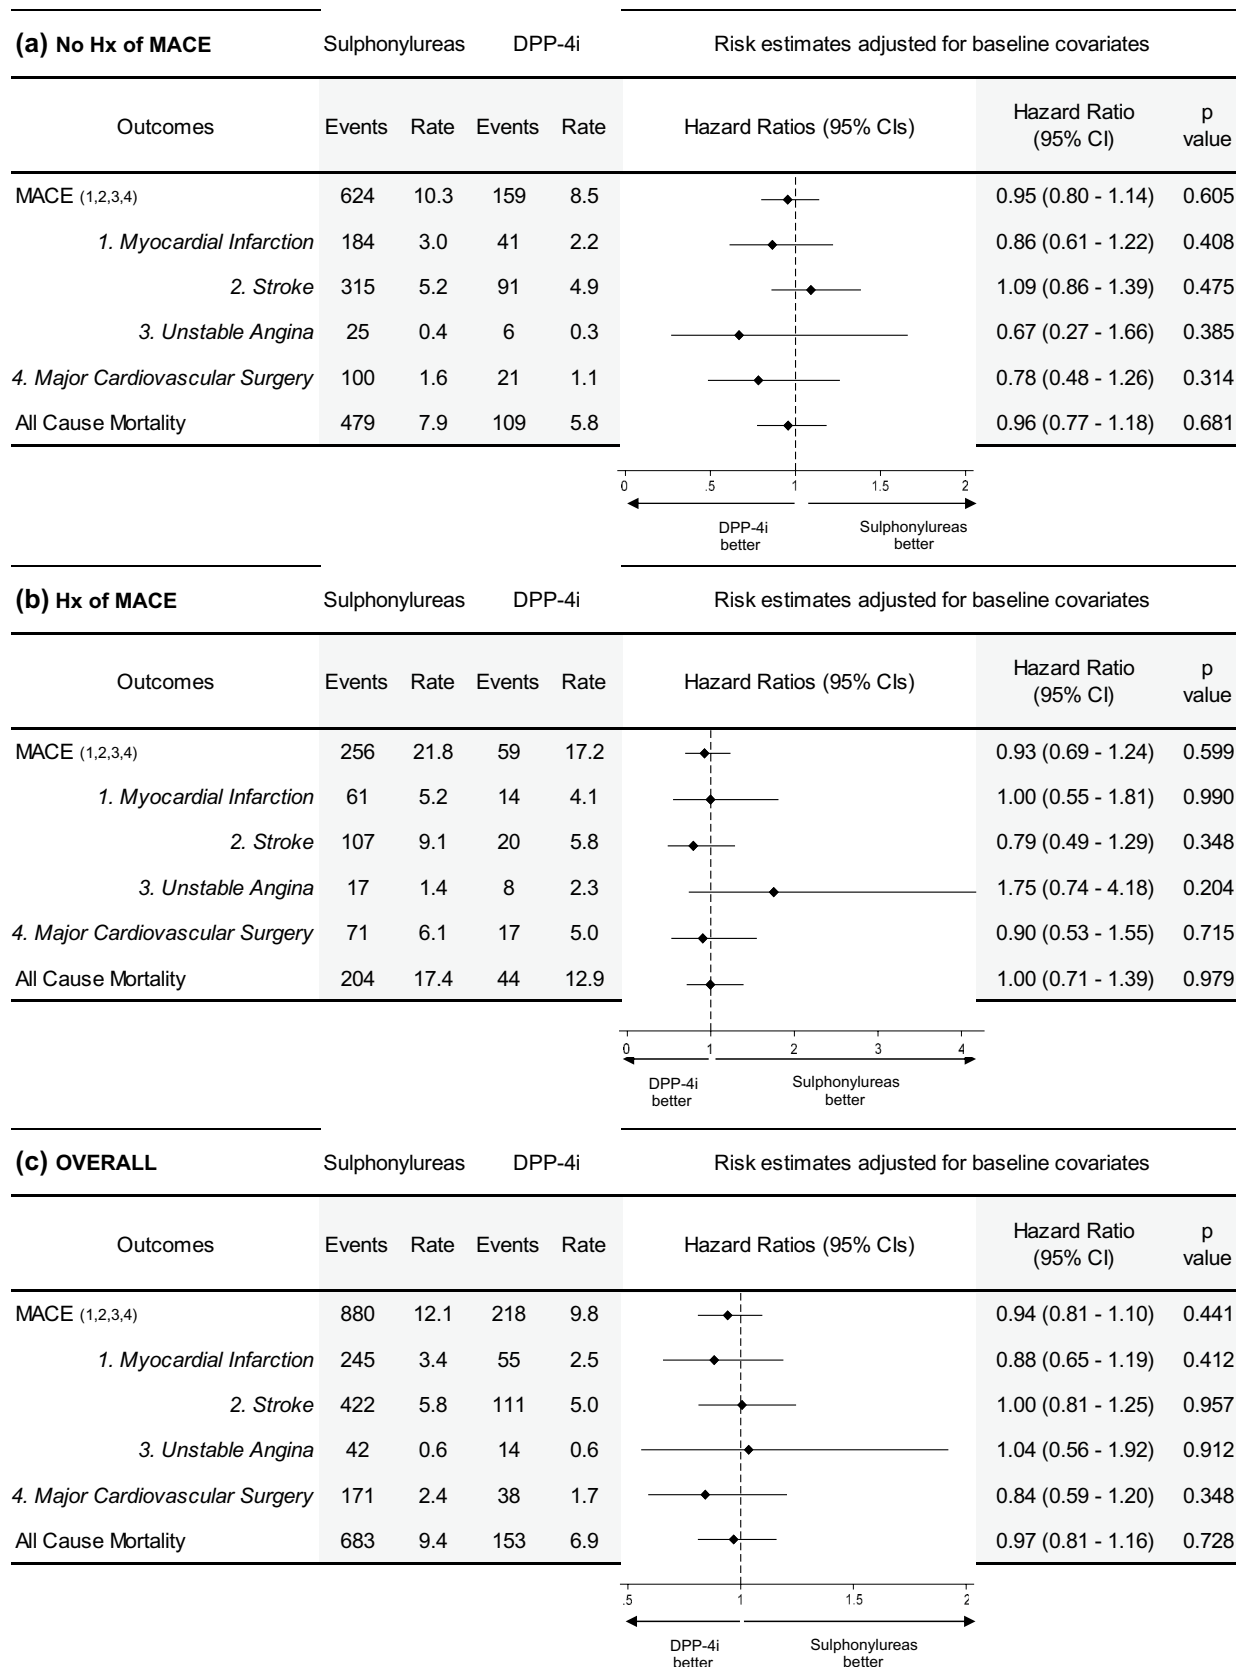 (a) No Hx of MACE Sulphonylureas DPP-4i Risk estimates adjusted for baseline covariates
Outcomes Events Rate Events Rate Hazard Ratios (95% CIs) Hazard Ratio (95% CI) p value
MACE (1,2,3,4) 624 10.3 159 8.5 0.95 (0.80 - 1.14) 0.605
1. Myocardial Infarction 184 3.0 41 2.2 0.86 (0.61 - 1.22) 0.408
2. Stroke 315 5.2 91 4.9 1.09 (0.86 - 1.39) 0.475
3. Unstable Angina 25 0.4 6 0.3 0.67 (0.27 - 1.66) 0.385
4. Major Cardiovascular Surgery 100 1.6 21 1.1 0.78 (0.48 - 1.26) 0.314
All Cause Mortality 479 7.9 109 5.8 0.96 (0.77 - 1.18) 0.681
0 .5 1 1.5 2
DPP-4i better Sulphonylureas better
(b) Hx of MACE Sulphonylureas DPP-4i Risk estimates adjusted for baseline covariates
Outcomes Events Rate Events Rate Hazard Ratios (95% CIs) Hazard Ratio (95% CI) p value
MACE (1,2,3,4) 256 21.8 59 17.2 0.93 (0.69 - 1.24) 0.599
1. Myocardial Infarction 61 5.2 14 4.1 1.00 (0.55 - 1.81) 0.990
2. Stroke 107 9.1 20 5.8 0.79 (0.49 - 1.29) 0.348
3. Unstable Angina 17 1.4 8 2.3 1.75 (0.74 - 4.18) 0.204
4. Major Cardiovascular Surgery 71 6.1 17 5.0 0.90 (0.53 - 1.55) 0.715
All Cause Mortality 204 17.4 44 12.9 1.00 (0.71 - 1.39) 0.979
0 1 2 3 4
DPP-4i better Sulphonylureas better
(c) OVERALL Sulphonylureas DPP-4i Risk estimates adjusted for baseline covariates
Outcomes Events Rate Events Rate Hazard Ratios (95% CIs) Hazard Ratio (95% CI) p value
MACE (1,2,3,4) 880 12.1 218 9.8 0.94 (0.81 - 1.10) 0.441
1. Myocardial Infarction 245 3.4 55 2.5 0.88 (0.65 - 1.19) 0.412
2. Stroke 422 5.8 111 5.0 1.00 (0.81 - 1.25) 0.957
3. Unstable Angina 42 0.6 14 0.6 1.04 (0.56 - 1.92) 0.912
4. Major Cardiovascular Surgery 171 2.4 38 1.7 0.84 (0.59 - 1.20) 0.348
All Cause Mortality 683 9.4 153 6.9 0.97 (0.81 - 1.16) 0.728
.5 1 1.5 2
DPP-4i better Sulphonylureas better